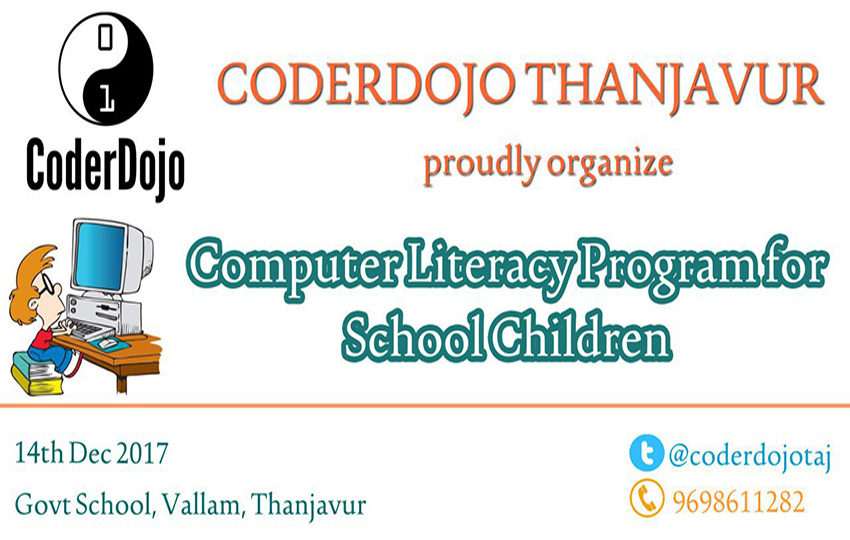 0
1
CoderDojo
CODERDOJO THANJAVUR
proudly organize
Computer Literacy Program for
School Children
14th Dec 2017
Govt School, Vallam, Thanjavur
@coderdojotaj
9698611282